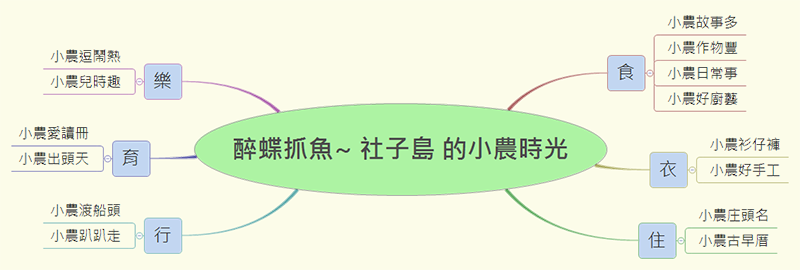 醉蝶抓魚~ 社子島 的小農時光
食
小農故事多
小農作物豐
小農日常事
小農好廚藝
衣
小農衫仔褲
小農好手工
住
小農庄頭名
小農古早厝
行
小農渡船頭
小農趴趴走
育
小農愛讀冊
小農出頭天
樂
小農逗鬧熱
小農兒時趣